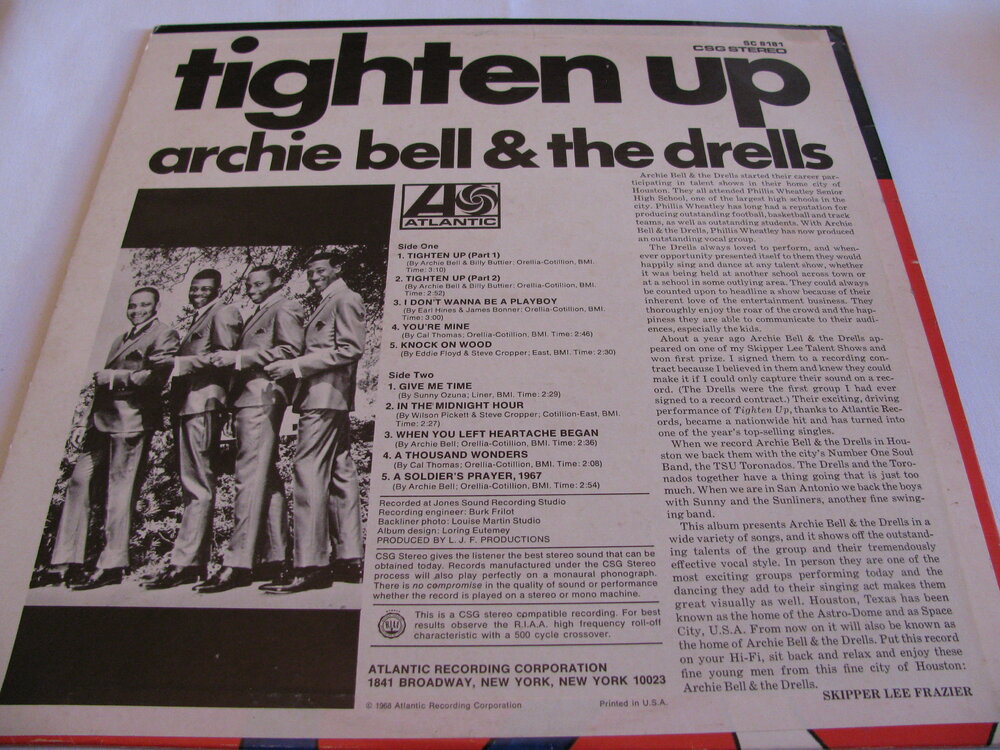 SC 8181
CSG STEREO
tighten up
archie bell & the drells
ATLANTIC
Side One
1. TIGHTEN UP (Part 1)
(By Archie Bell & Billy Buttier; Orellia-Cotillion, BMI.
Time: 3:10)
2. TIGHTEN UP (Part 2)
(By Archie Bell & Billy Buttier; Orellia-Cotillion, BMI.
Time: 2:52)
3. I DON'T WANNA BE A PLAYBOY
(By Earl Hines & James Bonner; Orellia-Cotillion, BMI.
Time: 3:00)
4. YOU'RE MINE
(By Cal Thomas; Orellia-Cotillion, BMI. Time: 2:46)
5. KNOCK ON WOOD
(By Eddie Floyd & Steve Cropper; East, BMI. Time: 2:30)
Side Two
1. GIVE ME TIME
(By Sunny Ozuna; Liner, BMI. Time: 2:29)
2. IN THE MIDNIGHT HOUR
(By Wilson Pickett & Steve Cropper; Cotillion-East, BMI.
Time: 2:27)
3. WHEN YOU LEFT HEARTACHE BEGAN
(By Archie Bell; Orellia-Cotillion, BMI. Time: 2:36)
4. A THOUSAND WONDERS
(By Cal Thomas; Orellia-Cotillion, BMI. Time: 2:08)
5. A SOLDIER'S PRAYER, 1967
(By Archie Bell; Orellia-Cotillion, BMI. Time: 2:54)
Recorded at Jones Sound Recording Studio
Recording engineer: Burk Frilot
Backliner photo: Louise Martin Studio
Album design: Loring Eutemey
PRODUCED BY L. J. F. PRODUCTIONS
CSG Stereo gives the listener the best stereo sound that can be
obtained today. Records manufactured under the CSG Stereo
process will also play perfectly on a monaural phonograph.
There is no compromise in the quality of sound or performance
whether the record is played on a stereo or mono machine.
RIAA
This is a CSG stereo compatible recording. For best
results observe the R.I.A.A. high frequency roll-off
characteristic with a 500 cycle crossover.
ATLANTIC RECORDING CORPORATION
1841 BROADWAY, NEW YORK, NEW YORK 10023
© 1968 Atlantic Recording Corporation
Printed in U.S.A.
Archie Bell & the Drells started their career par-
ticipating in talent shows in their home city of
Houston. They all attended Phillis Wheatley Senior
High School, one of the largest high schools in the
city. Phillis Wheatley has long had a reputation for
producing outstanding football, basketball and track
teams, as well as outstanding students. With Archie
Bell & the Drells, Phillis Wheatley has now produced
an outstanding vocal group.
The Drells always loved to perform, and when-
ever opportunity presented itself to them they would
happily sing and dance at any talent show, whether
it was being held at another school across town or
at a school in some outlying area. They could always
be counted upon to headline a show because of their
inherent love of the entertainment business. They
thoroughly enjoy the roar of the crowd and the hap-
piness they are able to communicate to their audi-
ences, especially the kids.
About a year ago Archie Bell & the Drells ap-
peared on one of my Skipper Lee Talent Shows and
won first prize. I signed them to a recording con-
tract because I believed in them and knew they could
make it if I could only capture their sound on a rec-
ord. (The Drells were the first group I had ever
signed to a record contract.) Their exciting, driving
performance of Tighten Up, thanks to Atlantic Rec-
ords, became a nationwide hit and has turned into
one of the year's top-selling singles.
When we record Archie Bell & the Drells in Hou-
ston we back them with the city's Number One Soul
Band, the TSU Toronados. The Drells and the Toro-
nados together have a thing going that is just too
much. When we are in San Antonio we back the boys
with Sunny and the Sunliners, another fine swing-
ing band.
This album presents Archie Bell & the Drells in a
wide variety of songs, and it shows off the outstand-
ing talents of the group and their tremendously
effective vocal style. In person they are one of the
most exciting groups performing today and the
dancing they add to their singing act makes them
great visually as well. Houston, Texas has been
known as the home of the Astro-Dome and as Space
City, U.S.A. From now on it will also be known as
the home of Archie Bell & the Drells. Put this record
on your Hi-Fi, sit back and relax and enjoy these
fine young men from this fine city of Houston:
Archie Bell & the Drells.
SKIPPER LEE FRAZIER